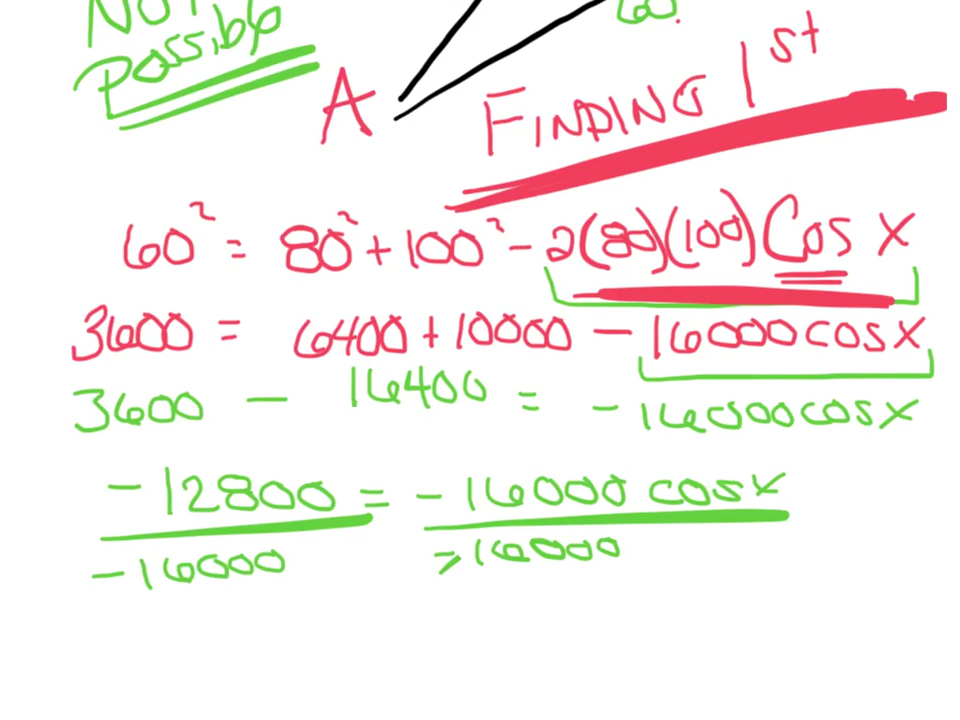 Not
Possible
60.
A
FINDING 1st
60² = 80² + 100² - 2(80)(100) Cos X
3600 = 6400 + 10000 - 16000 cos X
3600 - 16400 = - 16000 cos X
-12800 = -16000 cos X
-16000 -16000